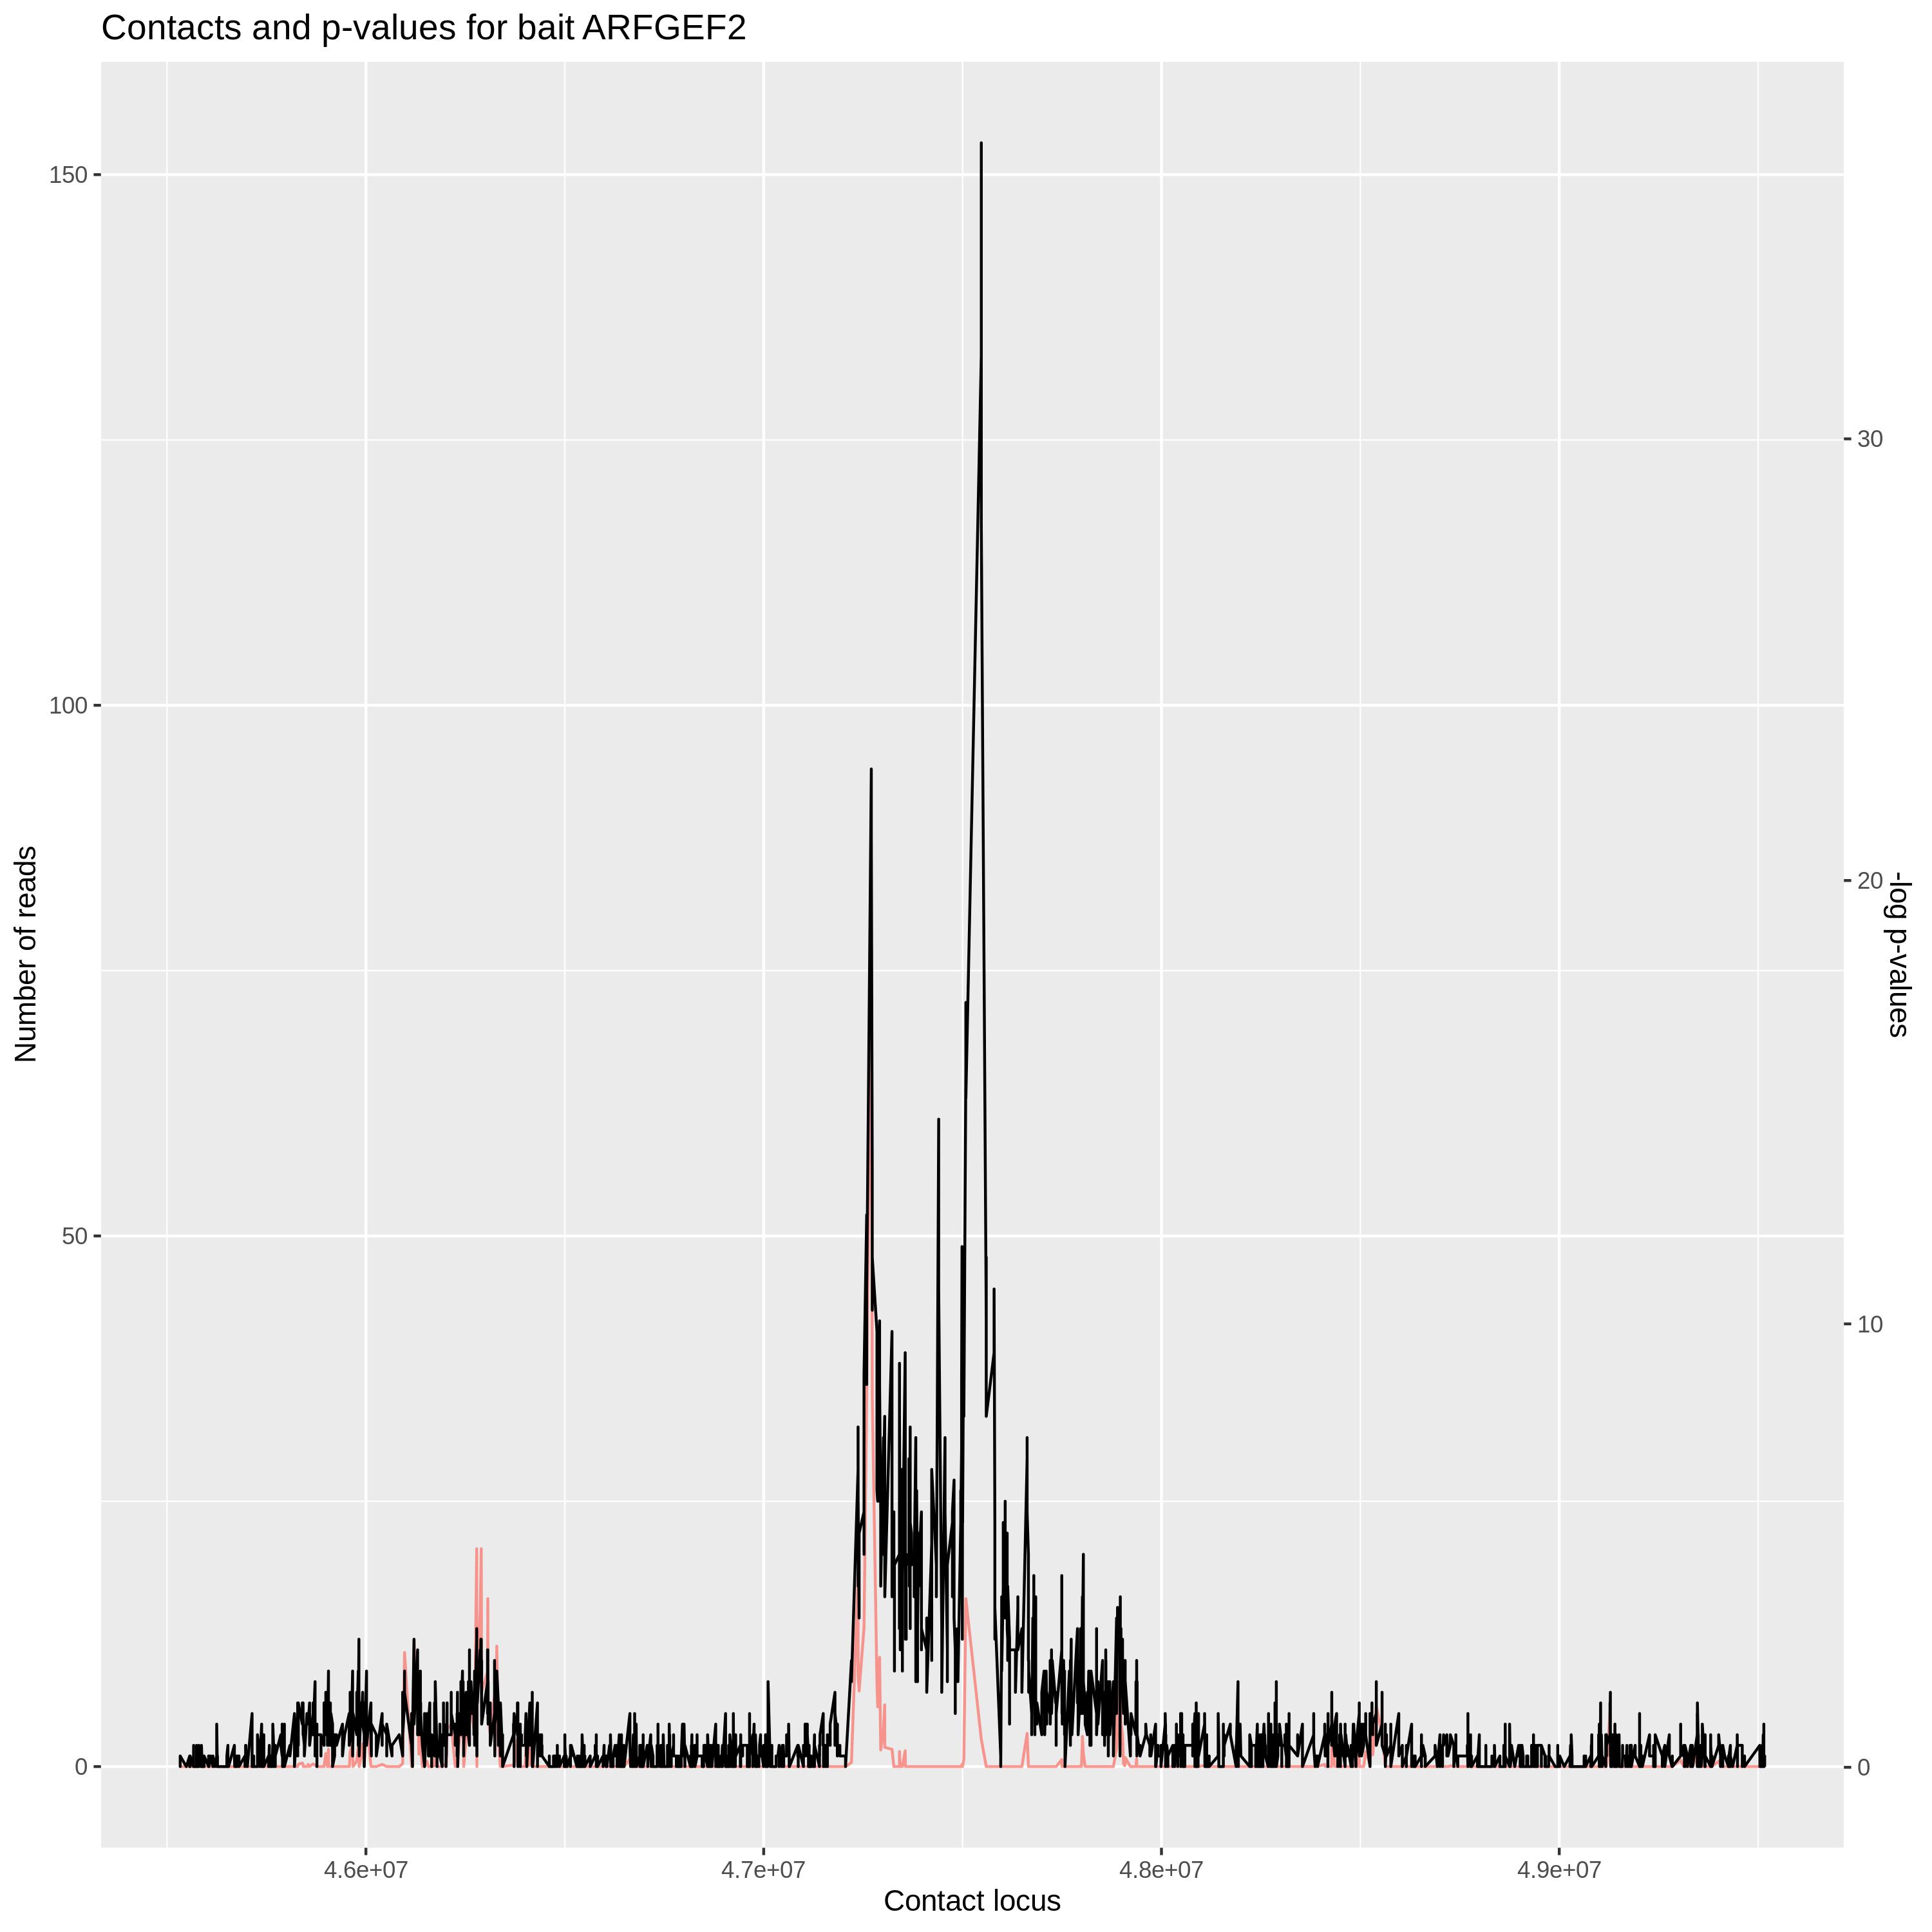 Contacts and p-values for bait ARFGEF2
150
100
50
0
Number of reads
30
20
10
0
-log p-values
4.6e+07
4.7e+07
4.8e+07
4.9e+07
Contact locus